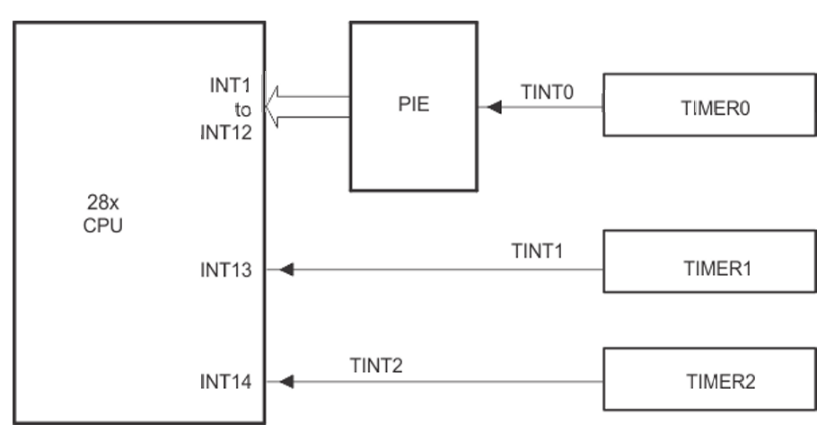 INT1
to
INT12
PIE
TINT0
TIMER0
28x
CPU
INT13
TINT1
TIMER1
INT14
TINT2
TIMER2